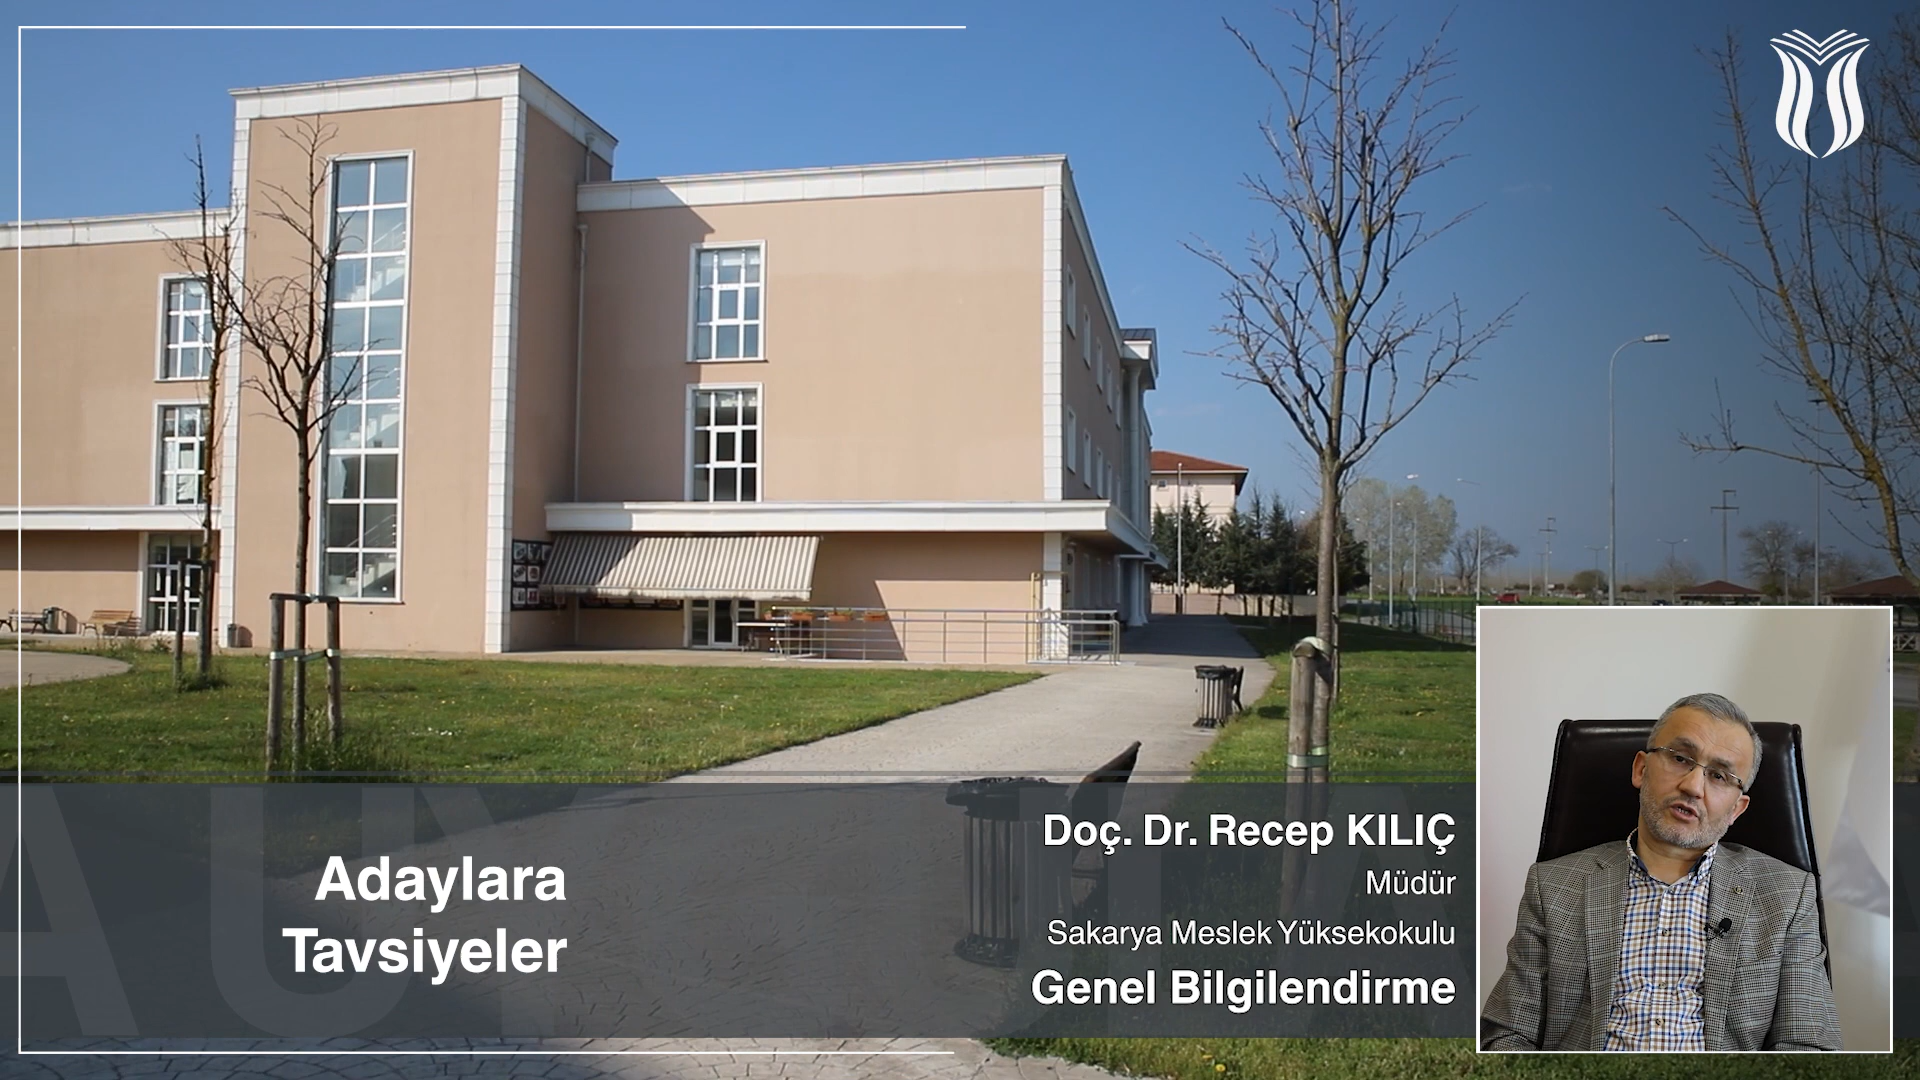 Adaylara
Tavsiyeler
Doç. Dr. Recep KILIÇ
Müdür
Sakarya Meslek Yüksekokulu
Genel Bilgilendirme